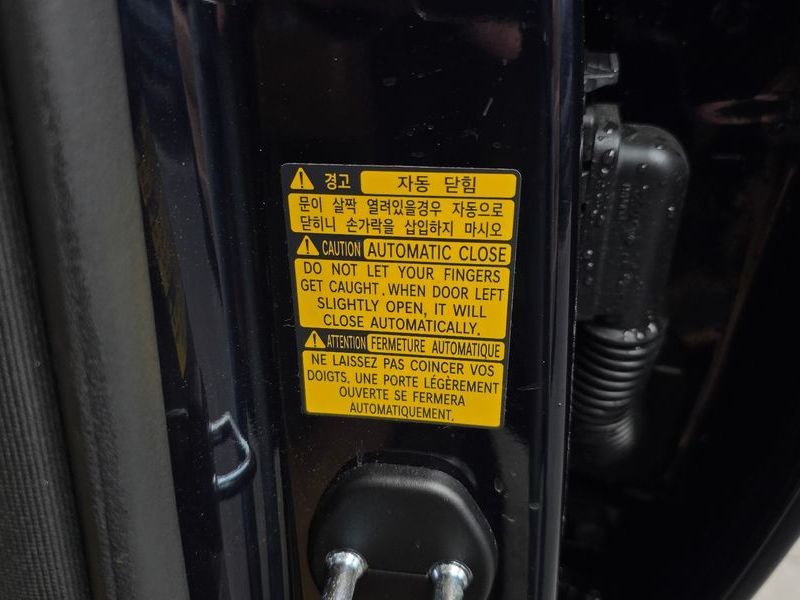 경고 자동 닫힘
문이 살짝 열려있을경우 자동으로
닫히니 손가락을 삽입하지 마시오
CAUTION AUTOMATIC CLOSE
DO NOT LET YOUR FINGERS
GET CAUGHT. WHEN DOOR LEFT
SLIGHTLY OPEN, IT WILL
CLOSE AUTOMATICALLY.
ATTENTION FERMETURE AUTOMATIQUE
NE LAISSEZ PAS COINCER VOS
DOIGTS. UNE PORTE LÉGÈREMENT
OUVERTE SE FERMERA
AUTOMATIQUEMENT.